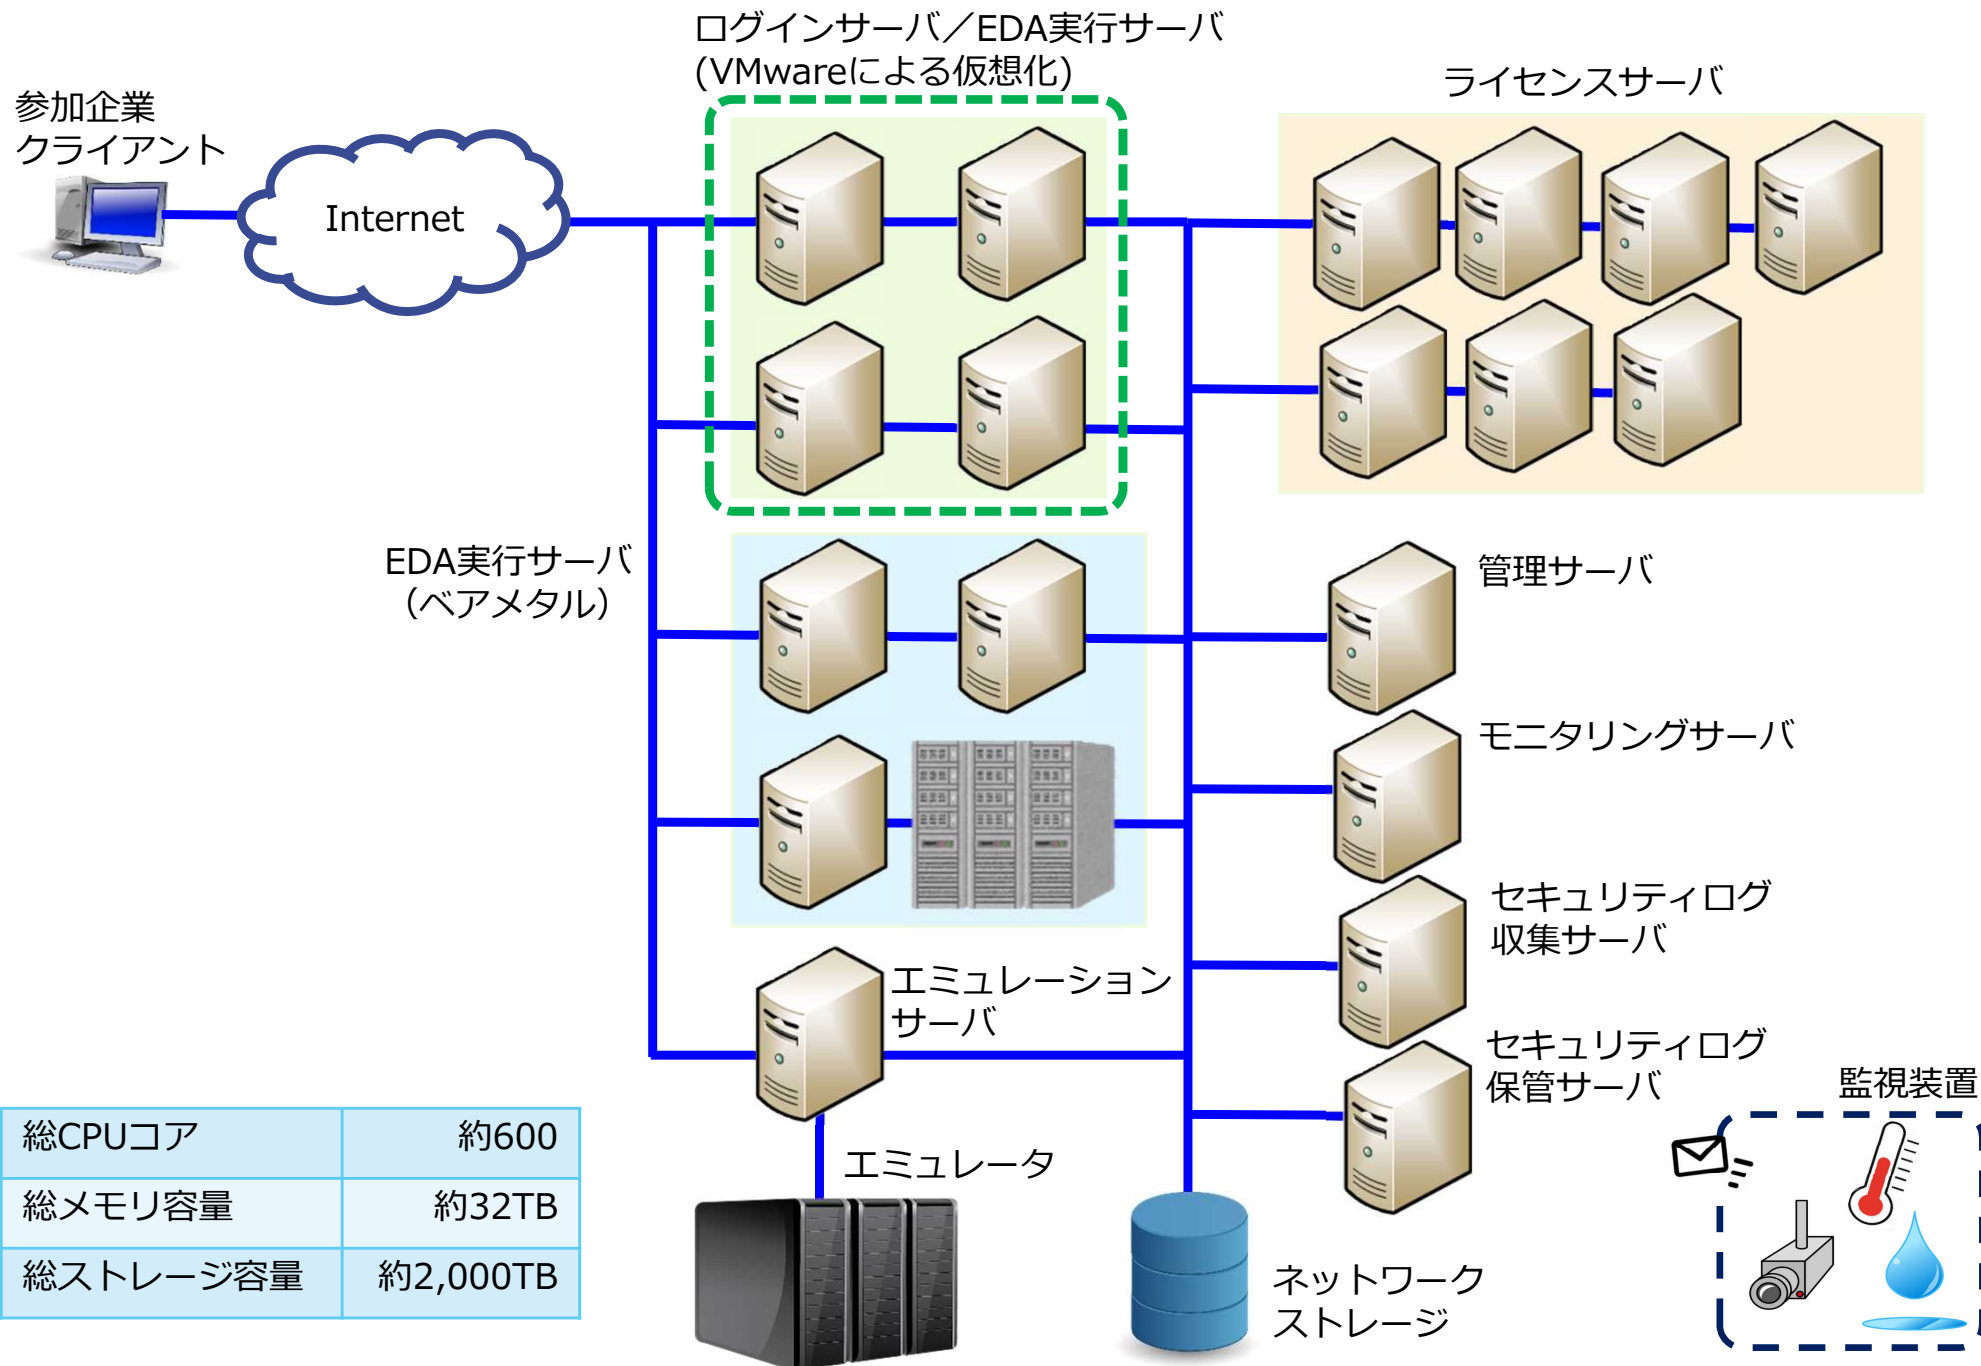 ログインサーバ／EDA実行サーバ
(VMwareによる仮想化)
ライセンスサーバ
参加企業
クライアント
Internet
EDA実行サーバ
（ベアメタル）
管理サーバ
モニタリングサーバ
セキュリティログ
収集サーバ
エミュレーション
サーバ
セキュリティログ
保管サーバ
監視装置
総CPUコア 約600
総メモリ容量 約32TB
総ストレージ容量 約2,000TB
エミュレータ
ネットワーク
ストレージ